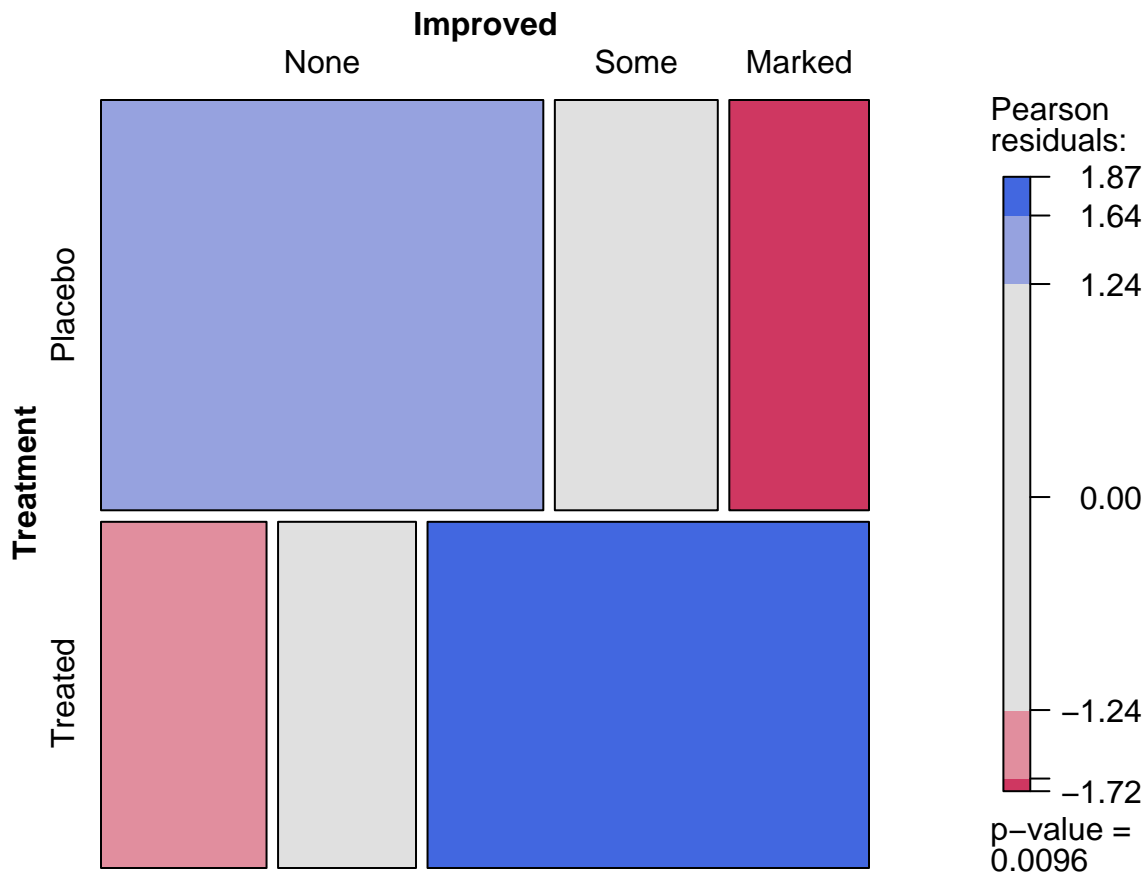 Improved
None Some Marked
Treatment
Placebo
Treated
Pearson
residuals:
1.87
1.64
1.24
0.00
−1.24
−1.72
p−value =
0.0096